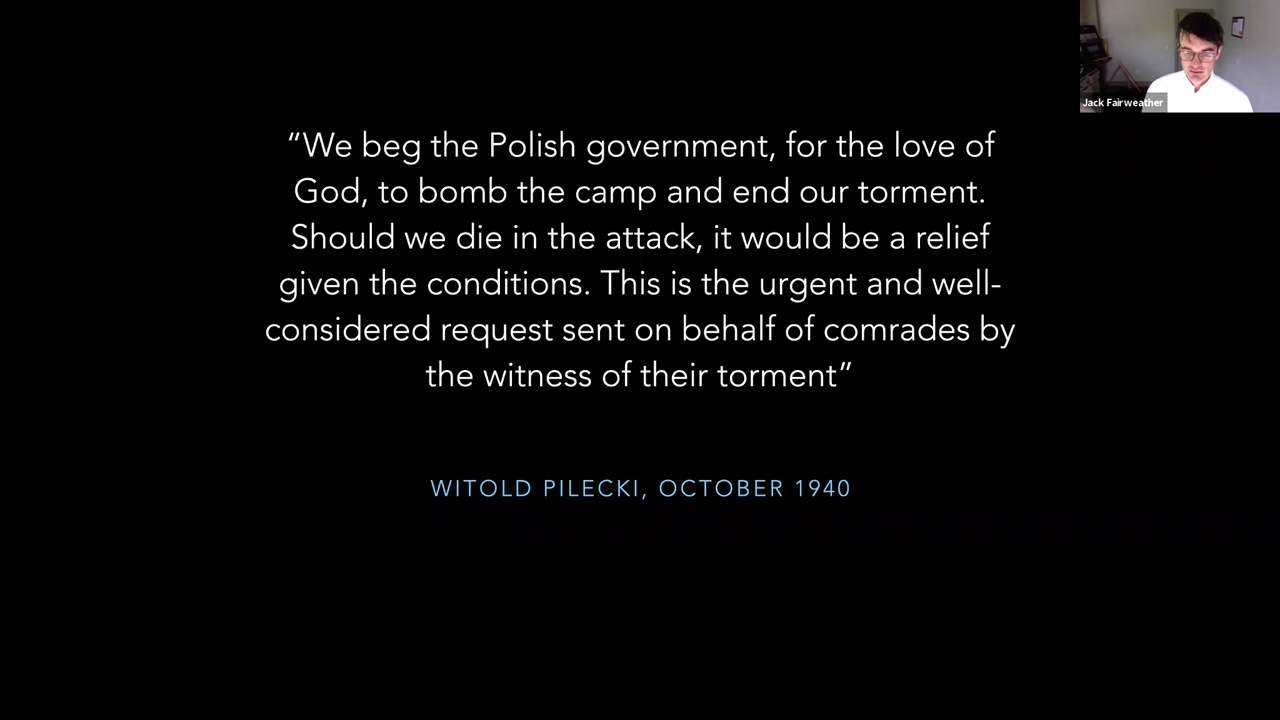 Jack Fairweather
“We beg the Polish government, for the love of
God, to bomb the camp and end our torment.
Should we die in the attack, it would be a relief
given the conditions. This is the urgent and well-
considered request sent on behalf of comrades by
the witness of their torment”
WITOLD PILECKI, OCTOBER 1940